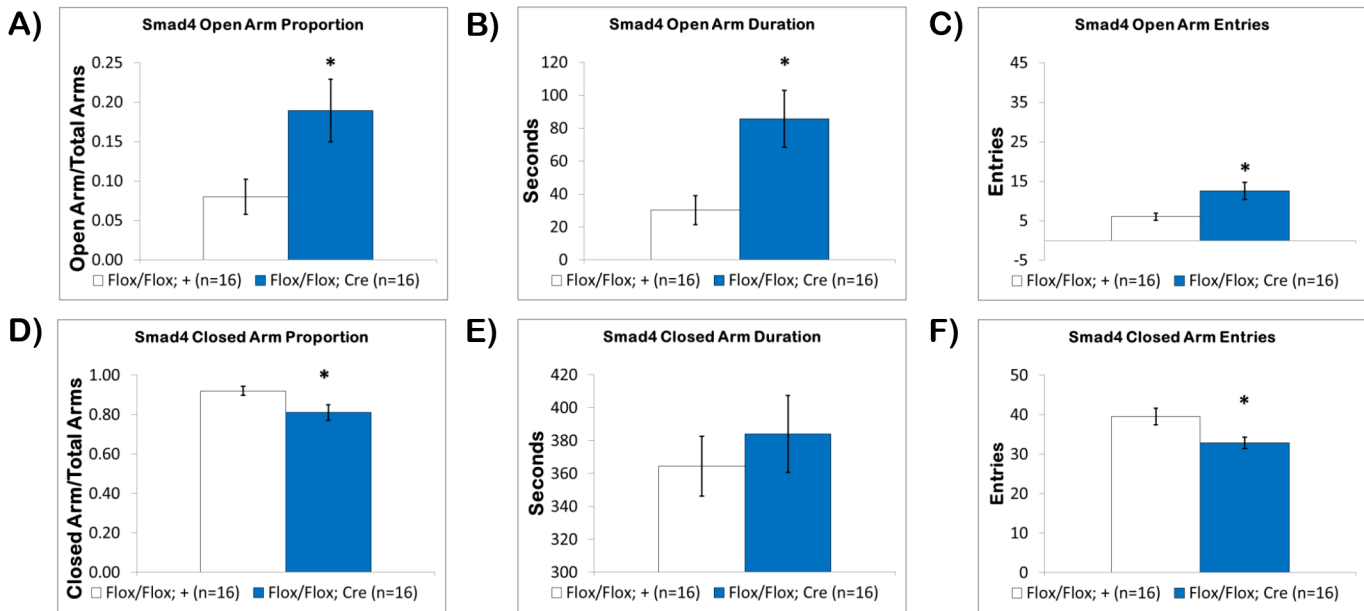 A)
Smad4 Open Arm Proportion
Open Arm/Total Arms
0.25
0.20
0.15
0.10
0.05
0.00
*
Flox/Flox; + (n=16) Flox/Flox; Cre (n=16)
B)
Smad4 Open Arm Duration
Seconds
120
100
80
60
40
20
0
*
Flox/Flox; + (n=16) Flox/Flox; Cre (n=16)
C)
Smad4 Open Arm Entries
Entries
45
35
25
15
5
-5
*
Flox/Flox; + (n=16) Flox/Flox; Cre (n=16)
D)
Smad4 Closed Arm Proportion
Closed Arm/Total Arms
1.00
0.80
0.60
0.40
0.20
0.00
*
Flox/Flox; + (n=16) Flox/Flox; Cre (n=16)
E)
Smad4 Closed Arm Duration
Seconds
420
400
380
360
340
320
300
Flox/Flox; + (n=16) Flox/Flox; Cre (n=16)
F)
Smad4 Closed Arm Entries
Entries
50
40
30
20
10
0
*
Flox/Flox; + (n=16) Flox/Flox; Cre (n=16)